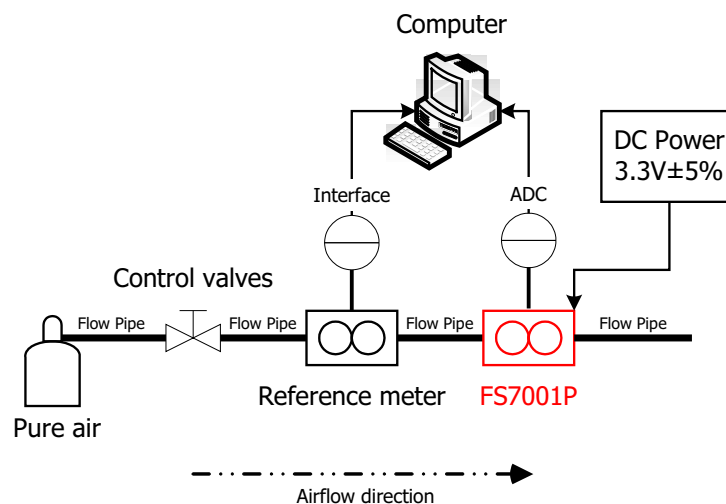 Computer
DC Power
3.3V±5%
Interface
ADC
Control valves
Flow Pipe
Flow Pipe
Flow Pipe
Flow Pipe
Reference meter
FS7001P
Pure air
Airflow direction